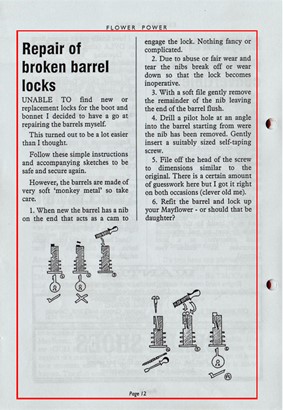 FLOWER POWER
Repair of
broken barrel
locks
UNABLE TO find new or
replacement locks for the boot and
bonnet I decided to have a go at
repairing the barrels myself.
This turned out to be a lot easier
than I thought.
Follow these simple instructions
and accompanying sketches to be
safe and secure again.
However, the barrels are made of
very soft 'monkey metal' so take
care.
1. When new the barrel has a nib
on the end that acts as a cam to
engage the lock. Nothing fancy or
complicated.
2. Due to abuse or fair wear and
tear the nibs break off or wear
down so that the lock becomes
inoperative.
3. With a soft file gently remove
the remainder of the nib leaving
the end of the barrel flush.
4. Drill a pilot hole at an angle
into the barrel starting from were
the nib has been removed. Gently
insert a suitably sized self-taping
screw.
5. File off the head of the screw
to dimensions similar to the
original. There is a certain amount
of guesswork here but I got it right
on both occasions (clever old me).
6. Refit the barrel and lock up
your Mayflower - or should that be
daughter?
Page 12